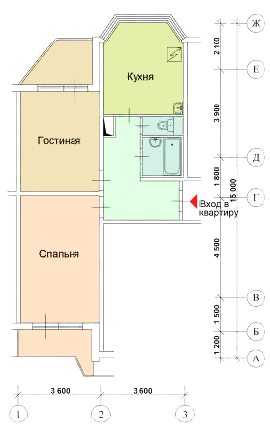 Ж
2 110
Кухня
Е
3 900
Гостиная
Д
1 800
Г
15 000
Вход в
квартиру
Спальня
4 500
В
1 500
Б
1 200
А
3 600
3 600
1
2
3